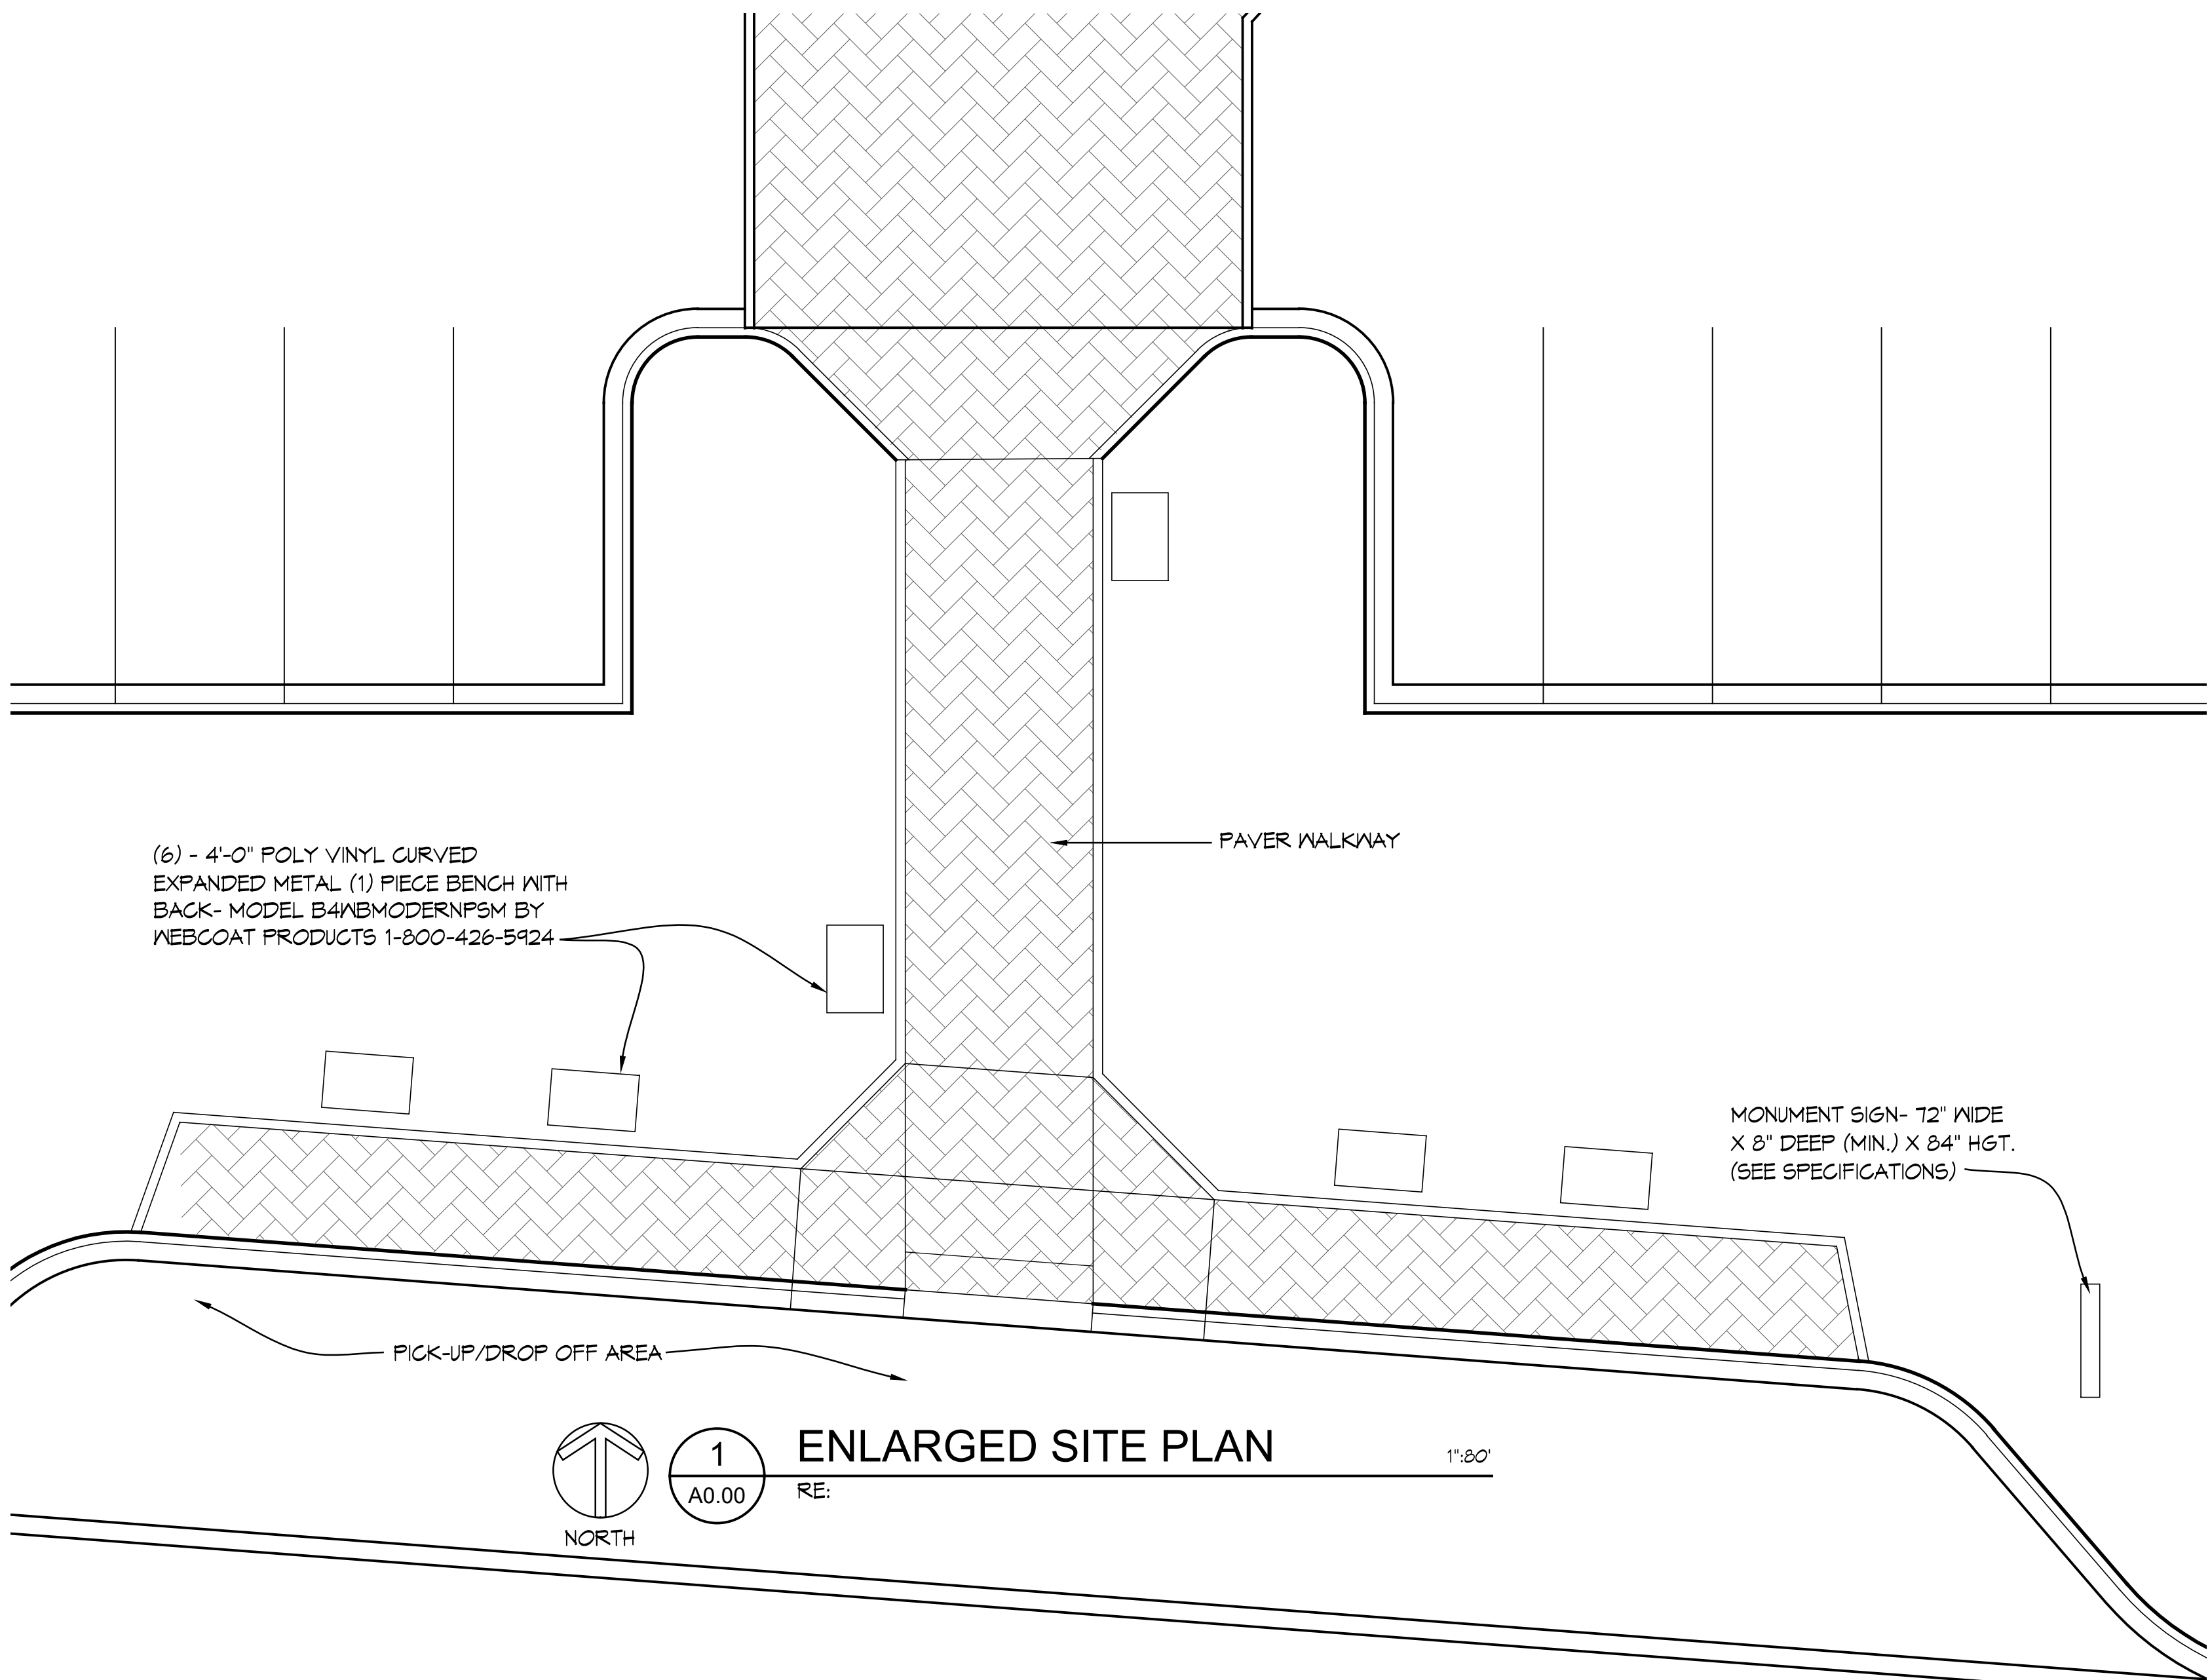 PAVER WALKWAY
(6) - 4'-0" POLY VINYL CURVED
EXPANDED METAL (1) PIECE BENCH WITH
BACK- MODEL B4WBMODERNPSM BY
WEBCOAT PRODUCTS 1-800-426-5924
MONUMENT SIGN- 72" WIDE
X 8" DEEP (MIN.) X 84" HGT.
(SEE SPECIFICATIONS)
PICK-UP/DROP OFF AREA
NORTH
1
A0.00
ENLARGED SITE PLAN
1":80'
RE: